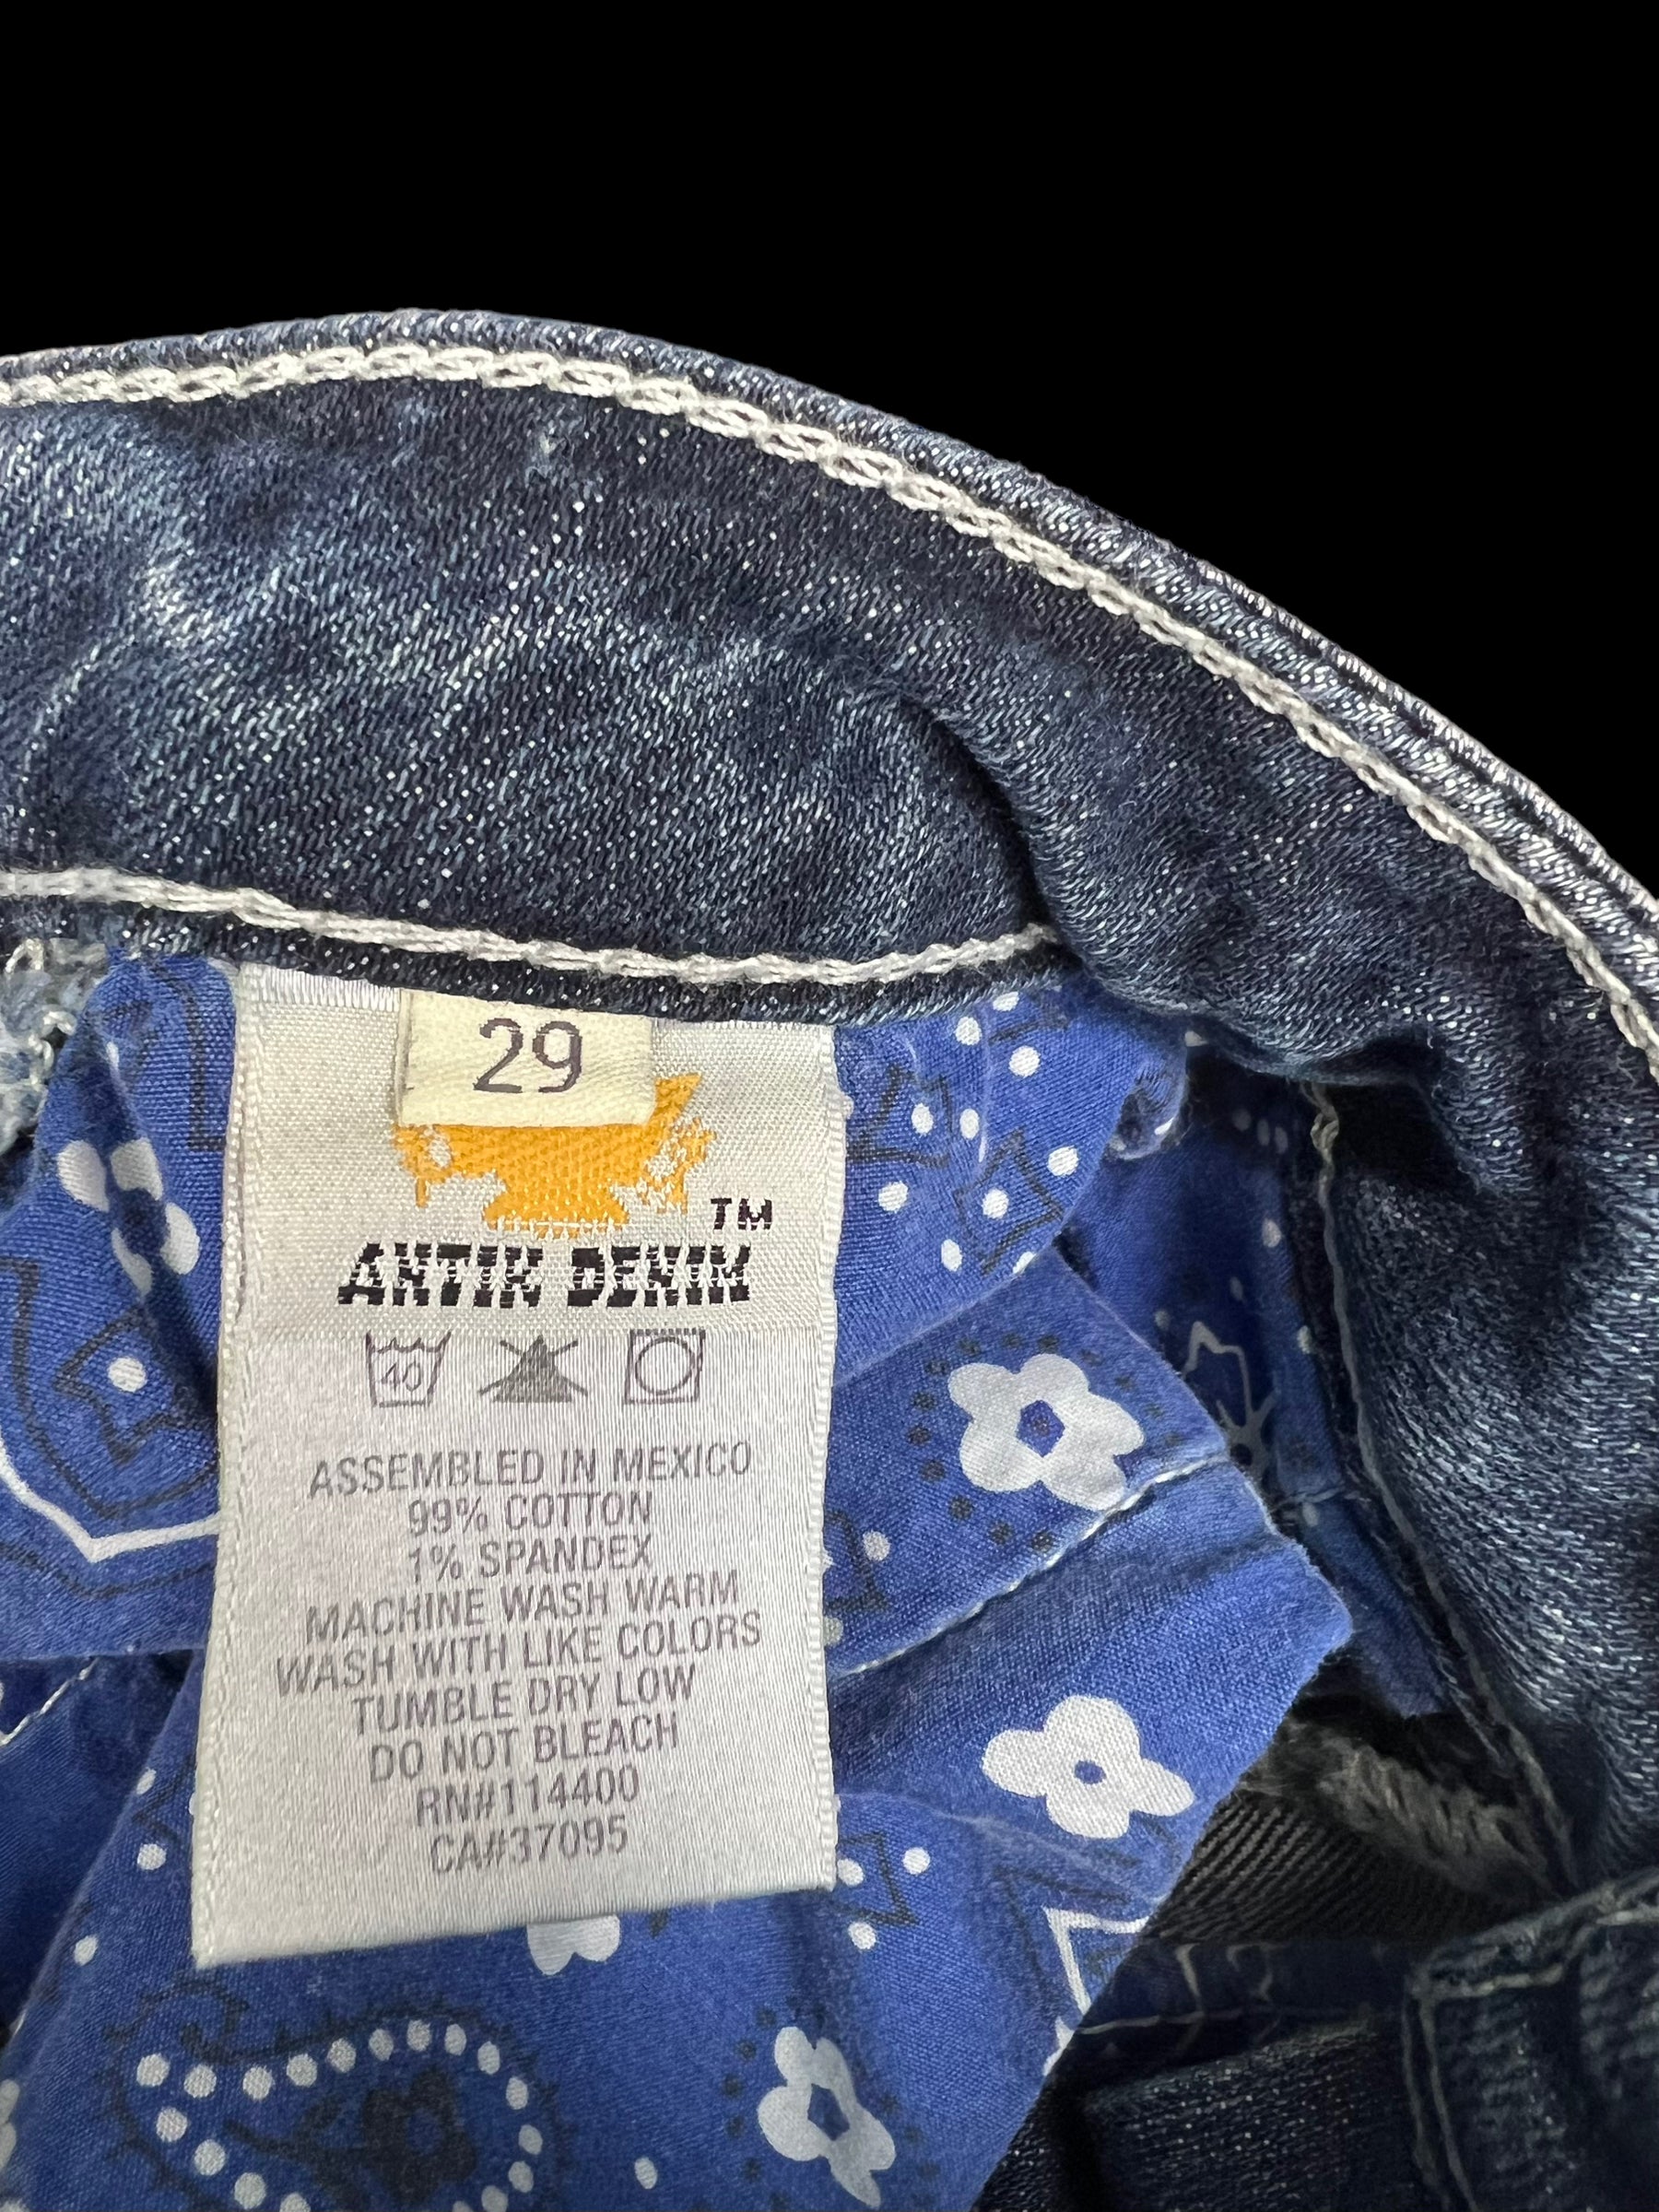 29
TM
ANTIK DENIM
40
ASSEMBLED IN MEXICO
99% COTTON
1% SPANDEX
MACHINE WASH WARM
WASH WITH LIKE COLORS
TUMBLE DRY LOW
DO NOT BLEACH
RN#114400
CA#37095